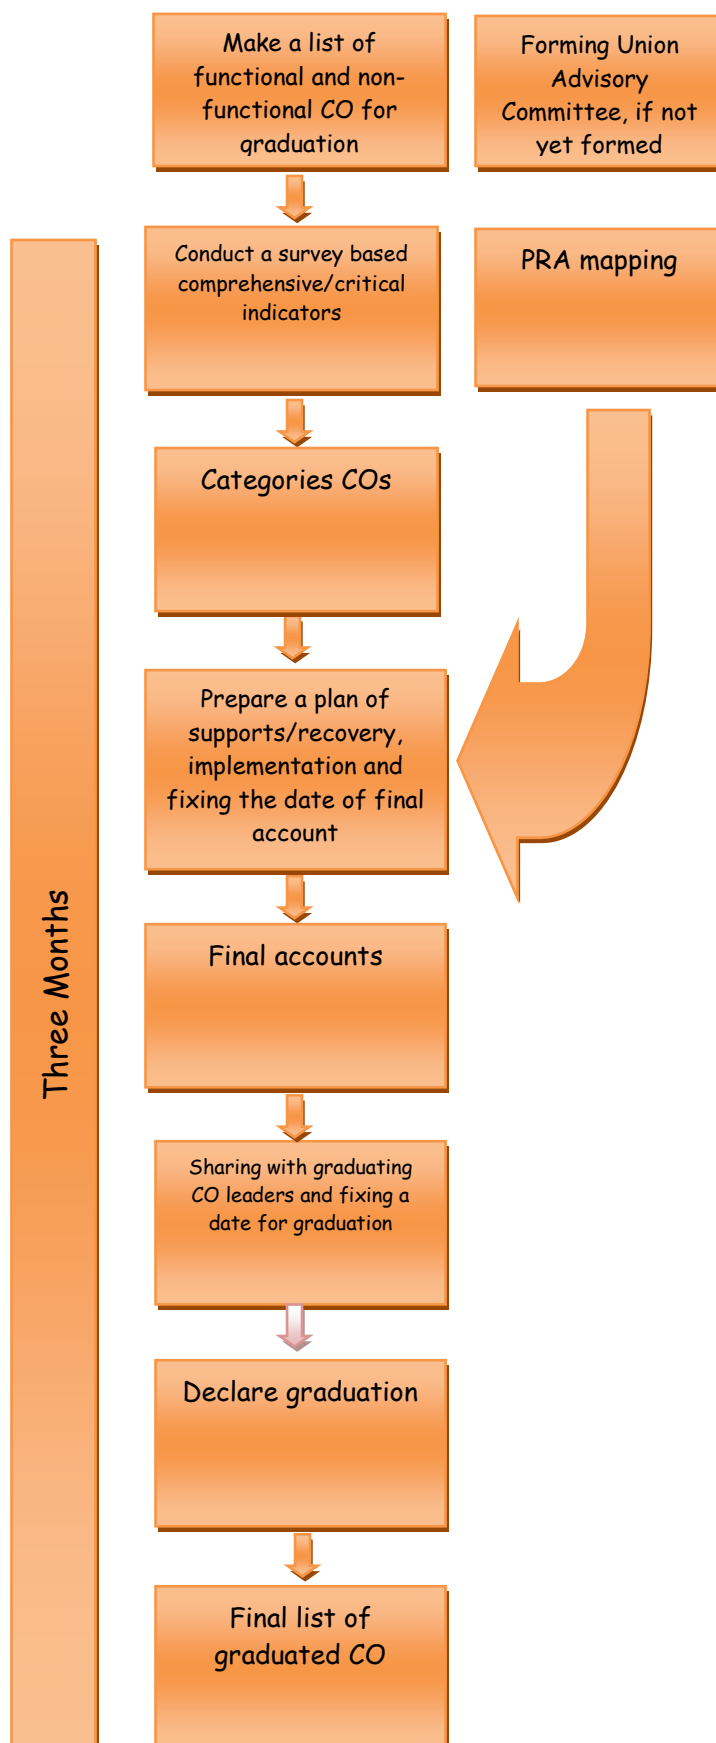 Make a list of
functional and non-
functional CO for
graduation
Forming Union
Advisory
Committee, if not
yet formed
Conduct a survey based
comprehensive/critical
indicators
PRA mapping
Categories COs
Prepare a plan of
supports/recovery,
implementation and
fixing the date of final
account
Three Months
Final accounts
Sharing with graduating
CO leaders and fixing a
date for graduation
Declare graduation
Final list of
graduated CO